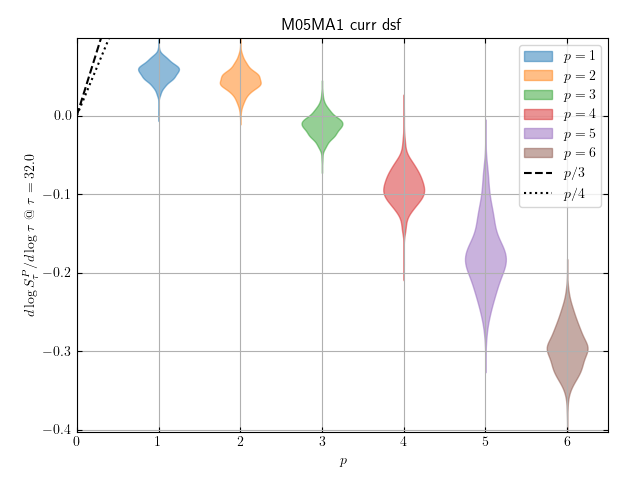 M05MA1 curr dsf
d log S_τ^P / d log τ @ τ = 32.0
0.0
−0.1
−0.2
−0.3
−0.4
0 1 2 3 4 5 6
p
p = 1
p = 2
p = 3
p = 4
p = 5
p = 6
p/3
p/4